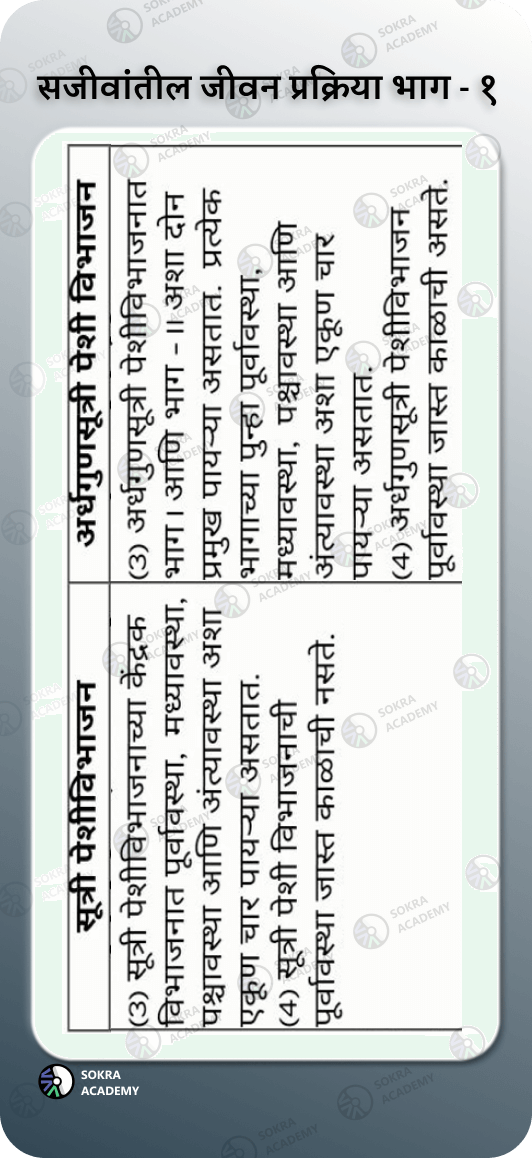 सजीवांतील जीवन प्रक्रिया भाग - १
सूत्री पेशीविभाजन
(3) सूत्री पेशीविभाजनाच्या केंद्रक
विभाजनात पूर्वावस्था, मध्यावस्था,
पश्चावस्था आणि अंत्यावस्था अशा
एकूण चार पायऱ्या असतात.
(4) सूत्री पेशी विभाजनाची
पूर्वावस्था जास्त काळाची नसते.
अर्धगुणसूत्री पेशी विभाजन
(3) अर्धगुणसूत्री पेशीविभाजनात
भाग। आणि भाग - ॥ अशा दोन
प्रमुख पायऱ्या असतात. प्रत्येक
भागाच्या पुन्हा पूर्वावस्था,
मध्यावस्था, पश्चावस्था आणि
अंत्यावस्था अशा एकूण चार
पायऱ्या असतात.
(4) अर्धगुणसूत्री पेशीविभाजन
पूर्वावस्था जास्त काळाची असते.
SOKRA
ACADEMY